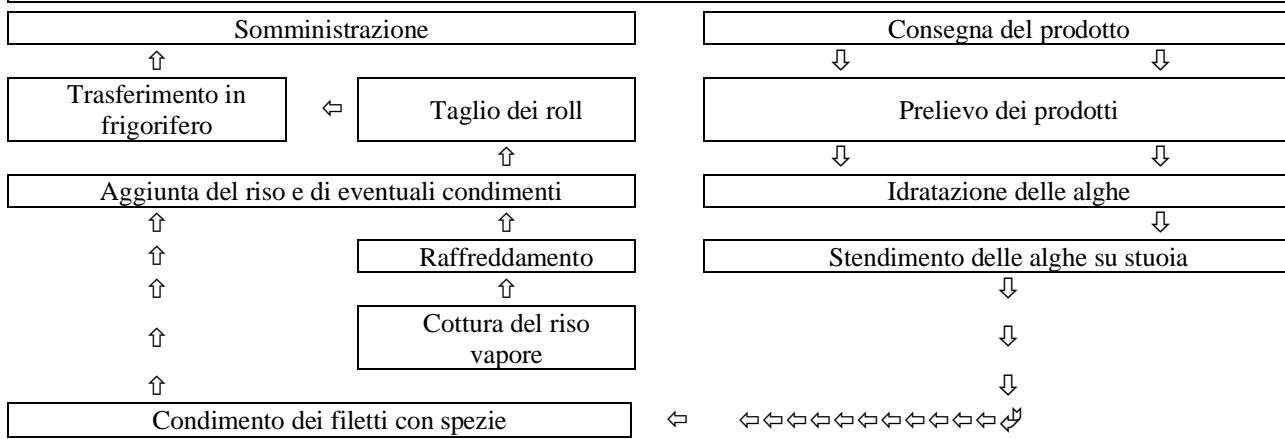 Somministrazione
Consegna del prodotto
⇧
⇩ ⇩
Trasferimento in
frigorifero
⇦
Taglio dei roll
Prelievo dei prodotti
⇧
⇩ ⇩
Aggiunta del riso e di eventuali condimenti
Idratazione delle alghe
⇧ ⇧
⇩
⇧
Raffreddamento
Stendimento delle alghe su stuoia
⇧ ⇧
⇩
⇧
Cottura del riso
vapore
⇩
⇧
⇩
Condimento dei filetti con spezie
⇦ ⇦⇦⇦⇦⇦⇦⇦⇦⇦⇦⇦